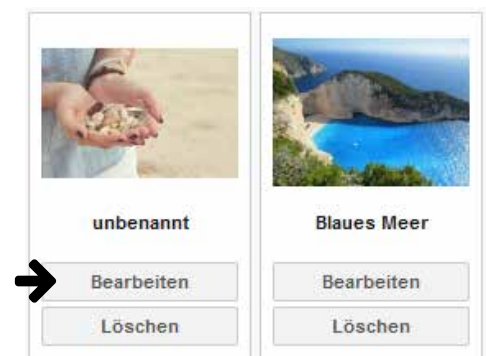 unbenannt
Bearbeiten
Löschen
Blaues Meer
Bearbeiten
Löschen